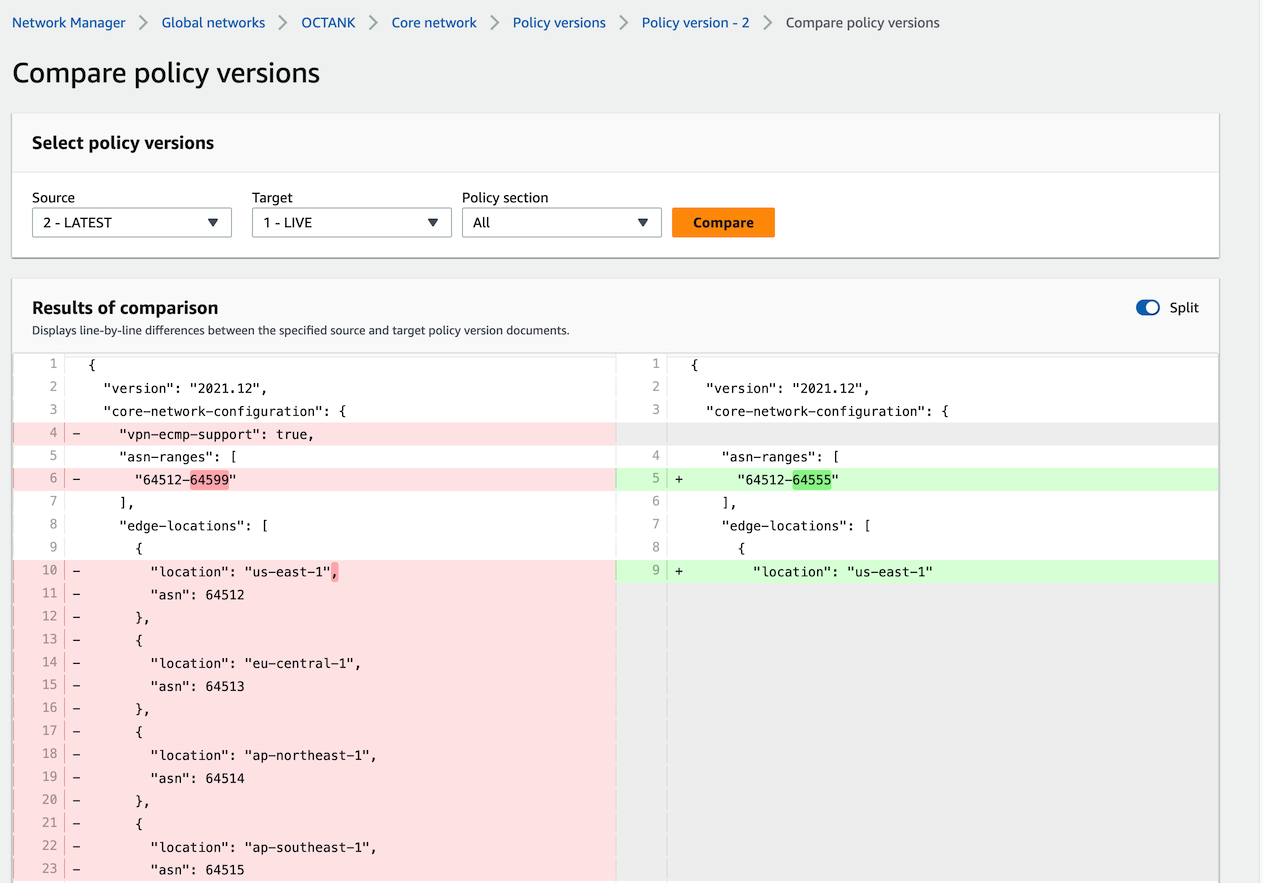 Network Manager > Global networks > OCTANK > Core network > Policy versions > Policy version - 2 > Compare policy versions
Compare policy versions
Select policy versions
Source Target Policy section
2 - LATEST 1 - LIVE All Compare
Results of comparison Split
Displays line-by-line differences between the specified source and target policy version documents.
1 { 1 {
2 "version": "2021.12", 2 "version": "2021.12",
3 "core-network-configuration": { 3 "core-network-configuration": {
4 - "vpn-ecmp-support": true,
5 "asn-ranges": [ 4 "asn-ranges": [
6 - "64512-64599" 5 + "64512-64555"
7 ], 6 ],
8 "edge-locations": [ 7 "edge-locations": [
9 { 8 {
10 - "location": "us-east-1", 9 + "location": "us-east-1"
11 - "asn": 64512
12 - },
13 - {
14 - "location": "eu-central-1",
15 - "asn": 64513
16 - },
17 - {
18 - "location": "ap-northeast-1",
19 - "asn": 64514
20 - },
21 - {
22 - "location": "ap-southeast-1",
23 - "asn": 64515